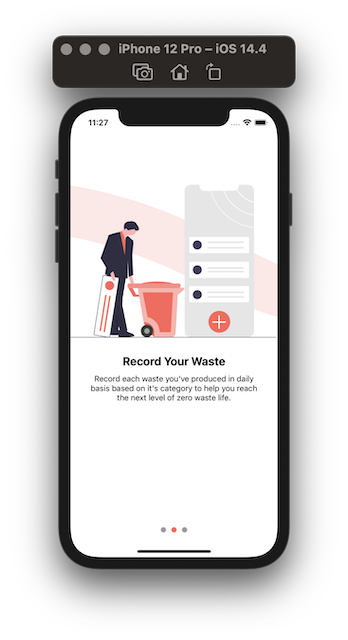 iPhone 12 Pro – iOS 14.4
11:27
Record Your Waste
Record each waste you've produced in daily
basis based on it's category to help you reach
the next level of zero waste life.